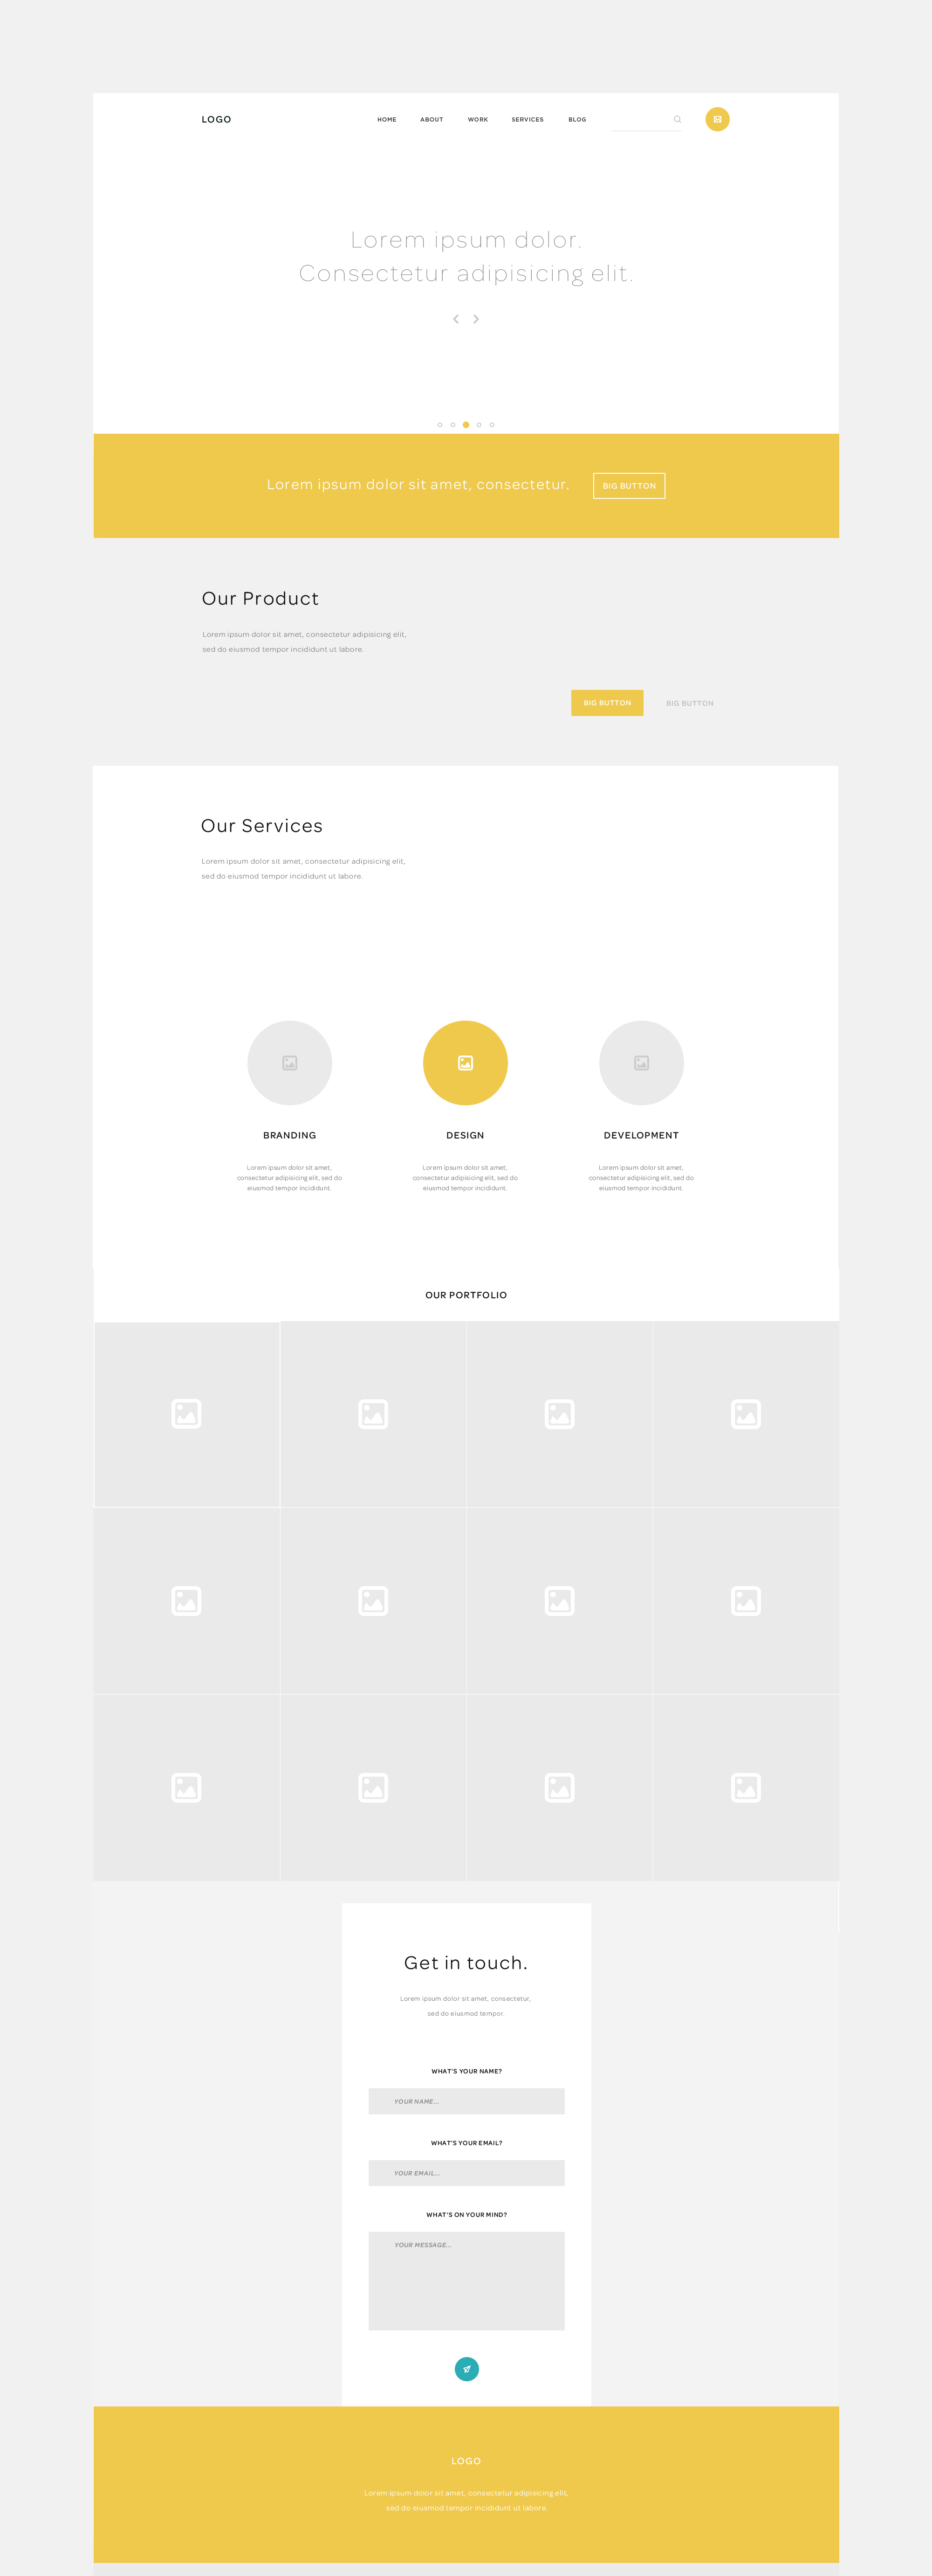 LOGO
HOME ABOUT WORK SERVICES BLOG
Lorem ipsum dolor.
Consectetur adipisicing elit.
Lorem ipsum dolor sit amet, consectetur.
BIG BUTTON
Our Product
Lorem ipsum dolor sit amet, consectetur adipisicing elit,
sed do eiusmod tempor incididunt ut labore.
BIG BUTTON
BIG BUTTON
Our Services
Lorem ipsum dolor sit amet, consectetur adipisicing elit,
sed do eiusmod tempor incididunt ut labore.
BRANDING
Lorem ipsum dolor sit amet,
consectetur adipisicing elit, sed do
eiusmod tempor incididunt.
DESIGN
Lorem ipsum dolor sit amet,
consectetur adipisicing elit, sed do
eiusmod tempor incididunt.
DEVELOPMENT
Lorem ipsum dolor sit amet,
consectetur adipisicing elit, sed do
eiusmod tempor incididunt.
OUR PORTFOLIO
Get in touch.
Lorem ipsum dolor sit amet, consectetur,
sed do eiusmod tempor.
WHAT'S YOUR NAME?
YOUR NAME...
WHAT'S YOUR EMAIL?
YOUR EMAIL...
WHAT'S ON YOUR MIND?
YOUR MESSAGE...
LOGO
Lorem ipsum dolor sit amet, consectetur adipisicing elit,
sed do eiusmod tempor incididunt ut labore.